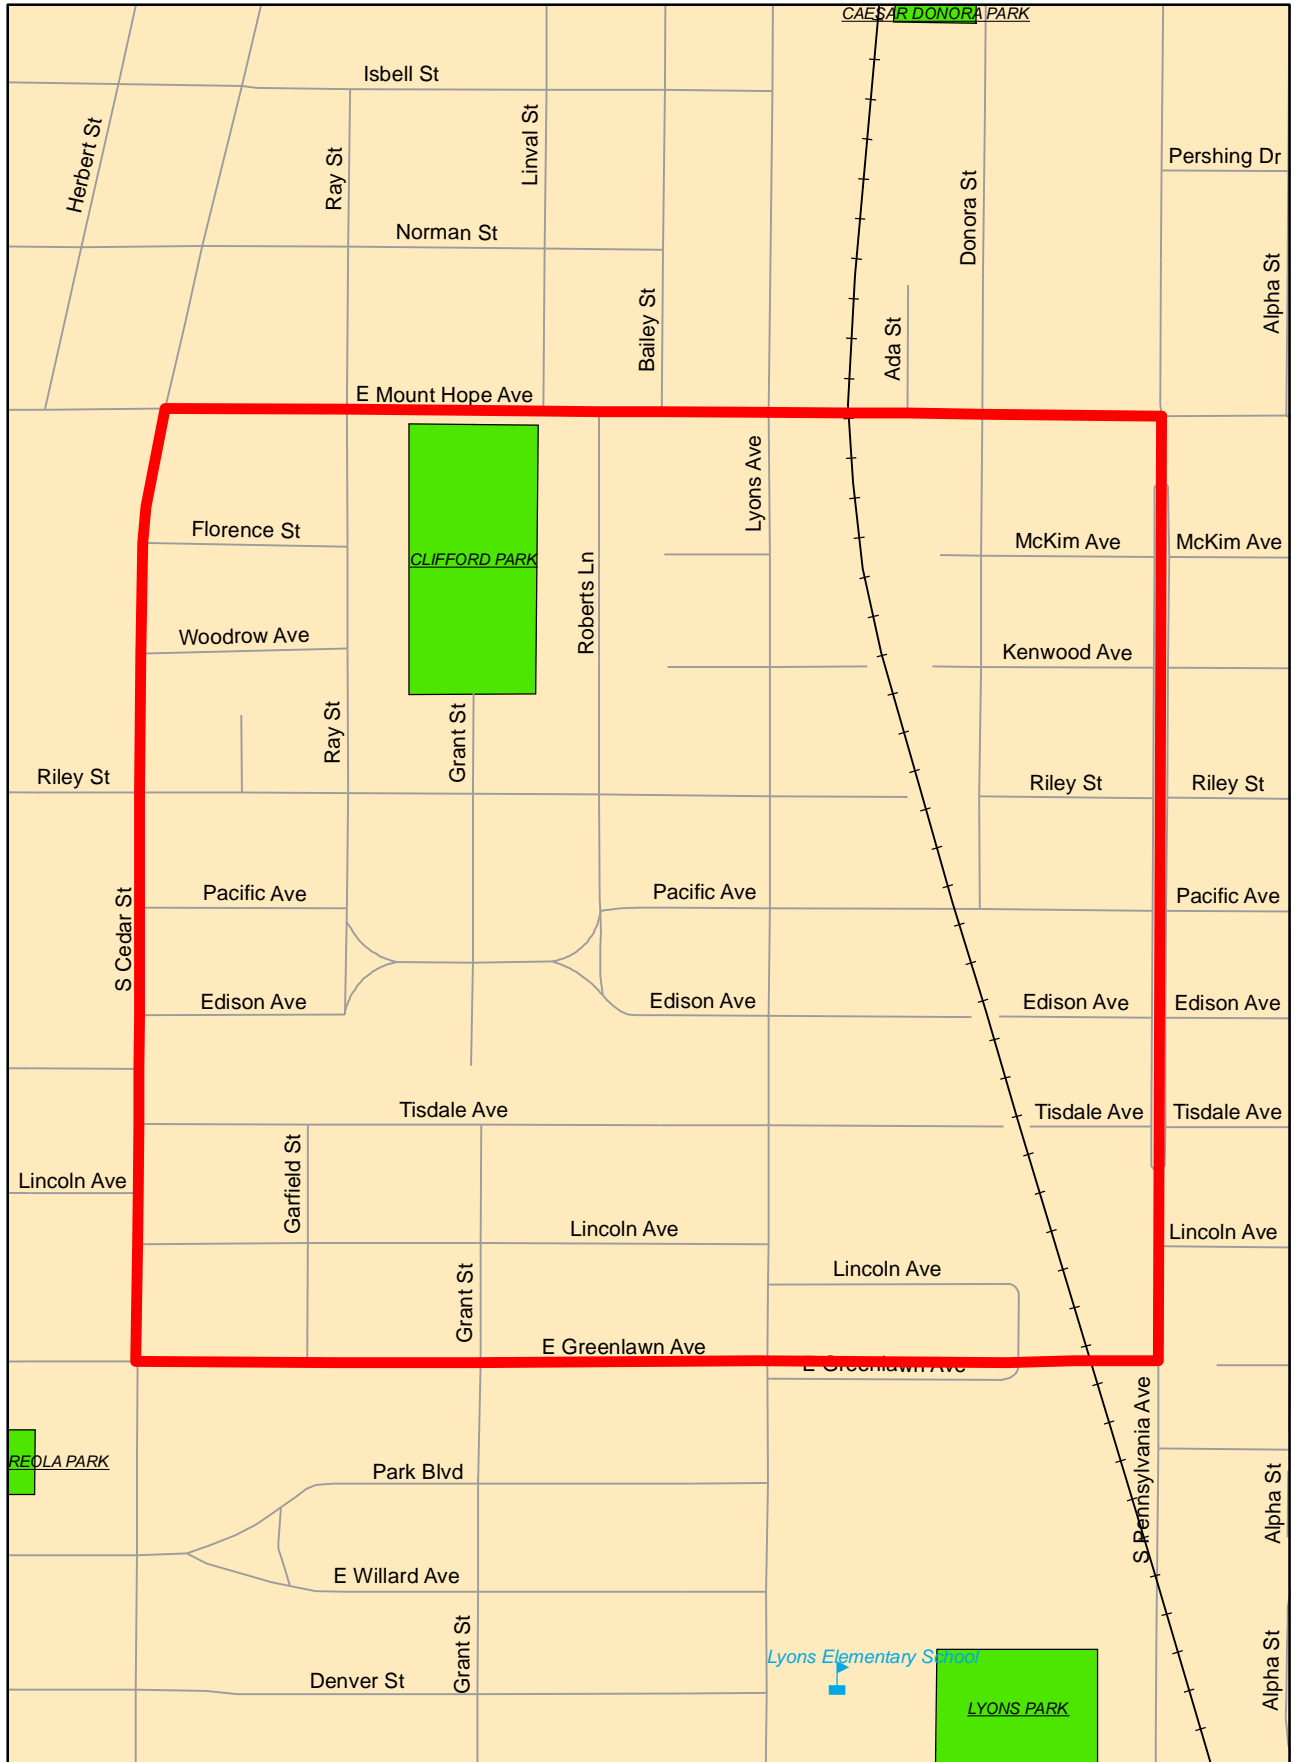 CAESAR DONORA PARK
Isbell St
Herbert St
Ray St
Linval St
Pershing Dr
Donora St
Norman St
Alpha St
Bailey St
Ada St
E Mount Hope Ave
Lyons Ave
Florence St
McKim Ave
McKim Ave
CLIFFORD PARK
Roberts Ln
Woodrow Ave
Kenwood Ave
Ray St
Grant St
Riley St
Riley St
Riley St
Pacific Ave
Pacific Ave
Pacific Ave
S Cedar St
Edison Ave
Edison Ave
Edison Ave
Edison Ave
Tisdale Ave
Tisdale Ave
Tisdale Ave
Garfield St
Lincoln Ave
Lincoln Ave
Lincoln Ave
Lincoln Ave
Grant St
E Greenlawn Ave
E Greenlawn Ave
S Pennsylvania Ave
REOLA PARK
Park Blvd
Alpha St
E Willard Ave
Grant St
Lyons Elementary School
Alpha St
Denver St
LYONS PARK